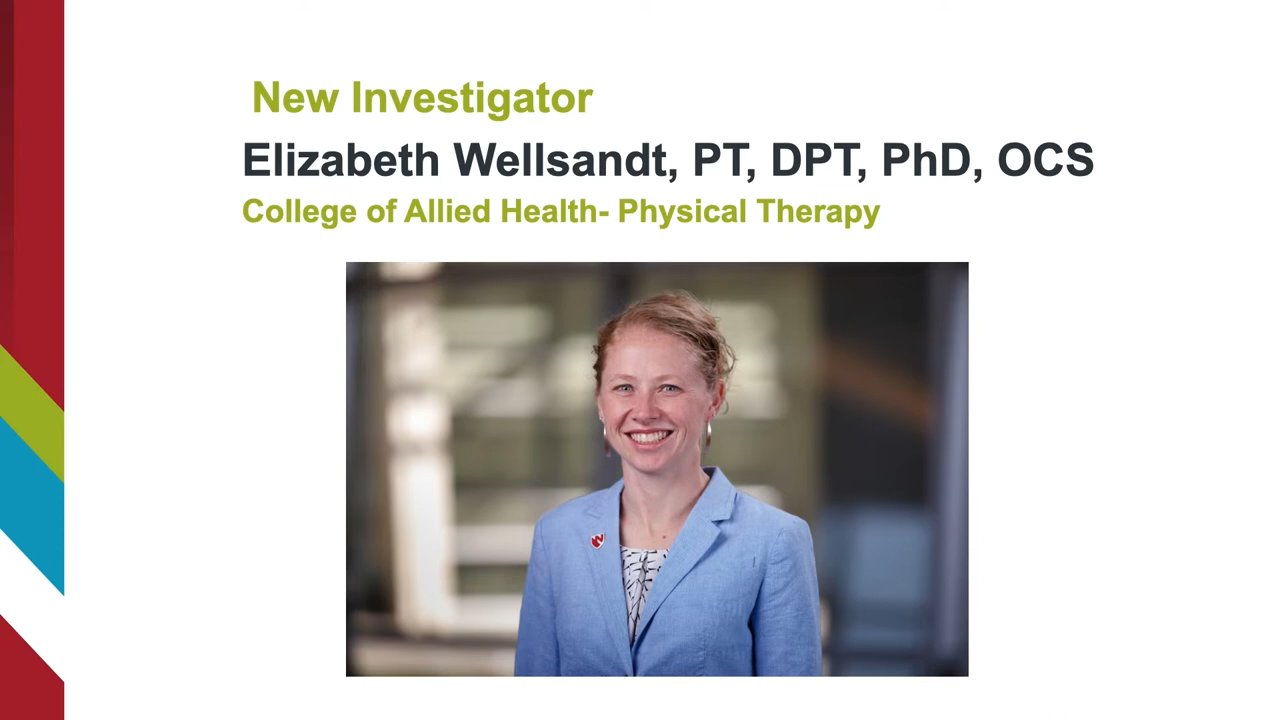 New Investigator
Elizabeth Wellsandt, PT, DPT, PhD, OCS
College of Allied Health- Physical Therapy